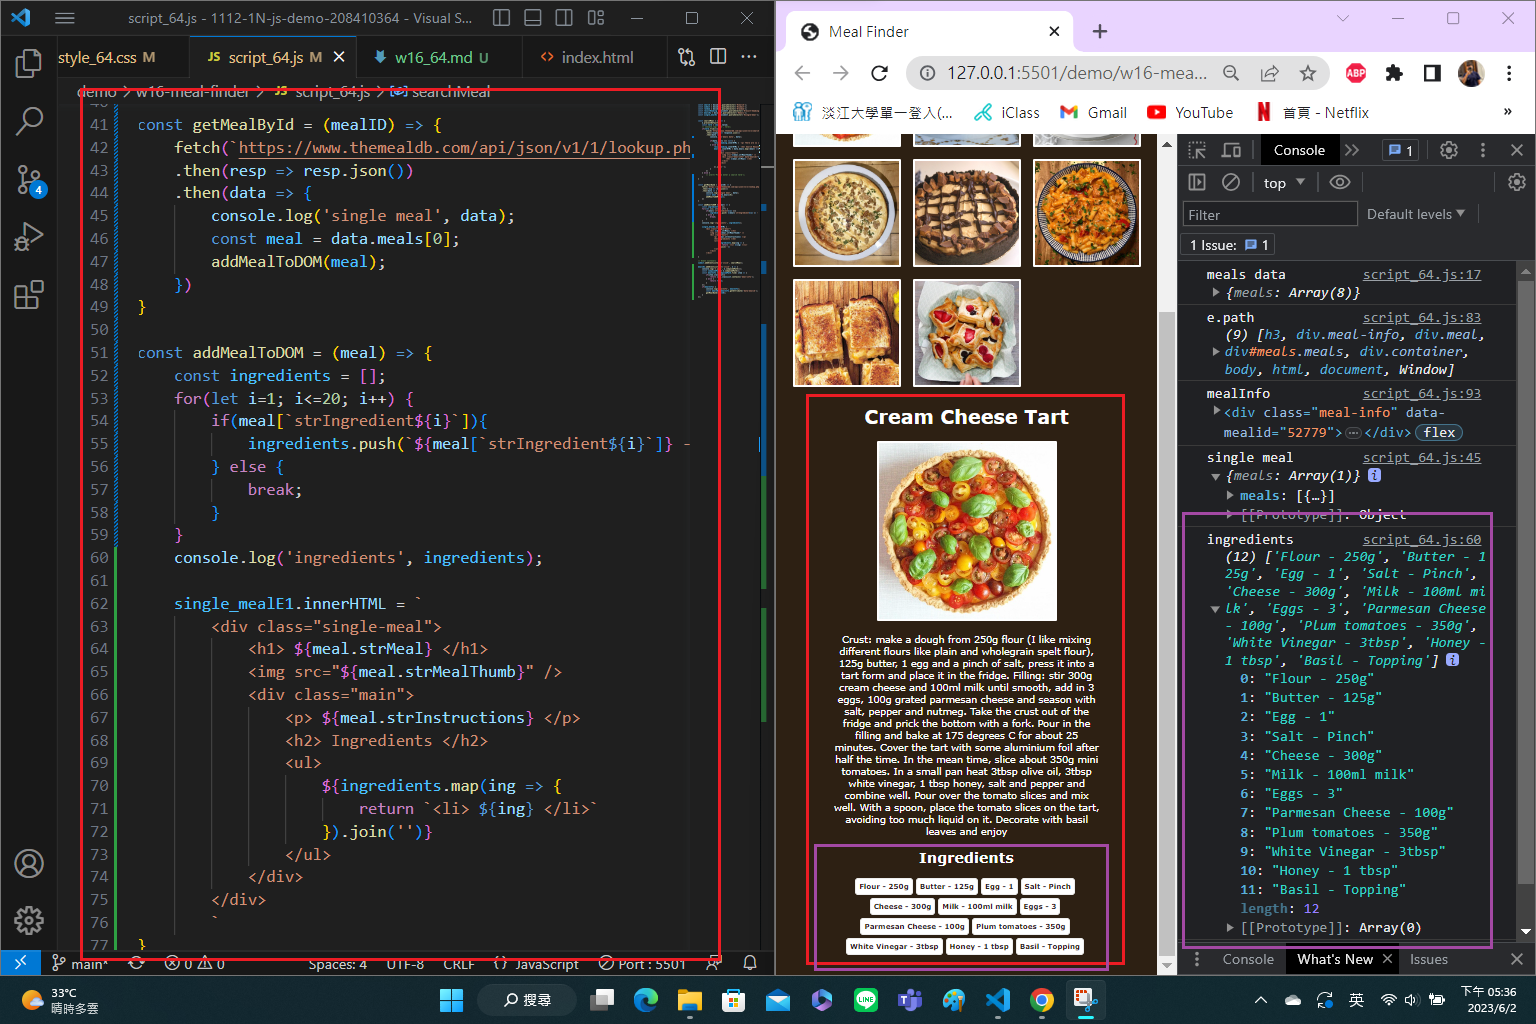 script_64.js - 1112-1N-js-demo-208410364 - Visual S...
style_64.css M
JS script_64.js M
w16_64.md U
index.html
demo > w16-meal-finder > JS script_64.js > searchMeal
40
41 const getMealById = (mealID) => {
42 fetch(`https://www.themealdb.com/api/json/v1/1/lookup.ph
43 .then(resp => resp.json())
44 .then(data => {
45 console.log('single meal', data);
46 const meal = data.meals[0];
47 addMealToDOM(meal);
48 })
49 }
50
51 const addMealToDOM = (meal) => {
52 const ingredients = [];
53 for(let i=1; i<=20; i++) {
54 if(meal[`strIngredient${i}`]){
55 ingredients.push(`${meal[`strIngredient${i}`]} -
56 } else {
57 break;
58 }
59 }
60 console.log('ingredients', ingredients);
61
62 single_mealE1.innerHTML = `
63 <div class="single-meal">
64 <h1> ${meal.strMeal} </h1>
65 <img src="${meal.strMealThumb}" />
66 <div class="main">
67 <p> ${meal.strInstructions} </p>
68 <h2> Ingredients </h2>
69 <ul>
70 ${ingredients.map(ing => {
71 return `<li> ${ing} </li>`
72 }).join('')}
73 </ul>
74 </div>
75 </div>
76 `
77 }
4
main*
0 0
Spaces: 4
UTF-8
CRLF
{} JavaScript
Port : 5501
Meal Finder
127.0.0.1:5501/demo/w16-mea...
ABP
淡江大學單一登入(...
iClass
Gmail
YouTube
首頁 - Netflix
»
Cream Cheese Tart
Crust: make a dough from 250g flour (I like mixing
different flours like plain and wholegrain spelt flour),
125g butter, 1 egg and a pinch of salt, press it into a
tart form and place it in the fridge. Filling: stir 300g
cream cheese and 100ml milk until smooth, add in 3
eggs, 100g grated parmesan cheese and season with
salt, pepper and nutmeg. Take the crust out of the
fridge and prick the bottom with a fork. Pour in the
filling and bake at 175 degrees C for about 25
minutes. Cover the tart with some aluminium foil after
half the time. In the mean time, slice about 350g mini
tomatoes. In a small pan heat 3tbsp olive oil, 3tbsp
white vinegar, 1 tbsp honey, salt and pepper and
combine well. Pour over the tomato slices and mix
well. With a spoon, place the tomato slices on the tart,
avoiding too much liquid on it. Decorate with basil
leaves and enjoy
Ingredients
Flour - 250g
Butter - 125g
Egg - 1
Salt - Pinch
Cheese - 300g
Milk - 100ml milk
Eggs - 3
Parmesan Cheese - 100g
Plum tomatoes - 350g
White Vinegar - 3tbsp
Honey - 1 tbsp
Basil - Topping
Console
1
top
Filter
Default levels
1 Issue: 1
meals data script_64.js:17
{meals: Array(8)}
e.path script_64.js:83
(9) [h3, div.meal-info, div.meal,
div#meals.meals, div.container,
body, html, document, Window]
mealInfo script_64.js:93
<div class="meal-info" data-
mealid="52779">…</div> flex
single meal script_64.js:45
{meals: Array(1)} i
meals: [{…}]
[[Prototype]]: Object
ingredients script_64.js:60
(12) ['Flour - 250g', 'Butter - 1
25g', 'Egg - 1', 'Salt - Pinch',
'Cheese - 300g', 'Milk - 100ml mi
lk', 'Eggs - 3', 'Parmesan Cheese
- 100g', 'Plum tomatoes - 350g',
'White Vinegar - 3tbsp', 'Honey -
1 tbsp', 'Basil - Topping'] i
0: "Flour - 250g"
1: "Butter - 125g"
2: "Egg - 1"
3: "Salt - Pinch"
4: "Cheese - 300g"
5: "Milk - 100ml milk"
6: "Eggs - 3"
7: "Parmesan Cheese - 100g"
8: "Plum tomatoes - 350g"
9: "White Vinegar - 3tbsp"
10: "Honey - 1 tbsp"
11: "Basil - Topping"
length: 12
[[Prototype]]: Array(0)
Console
What's New
Issues
33°C
晴時多雲
搜尋
LINE
英
下午 05:36
2023/6/2